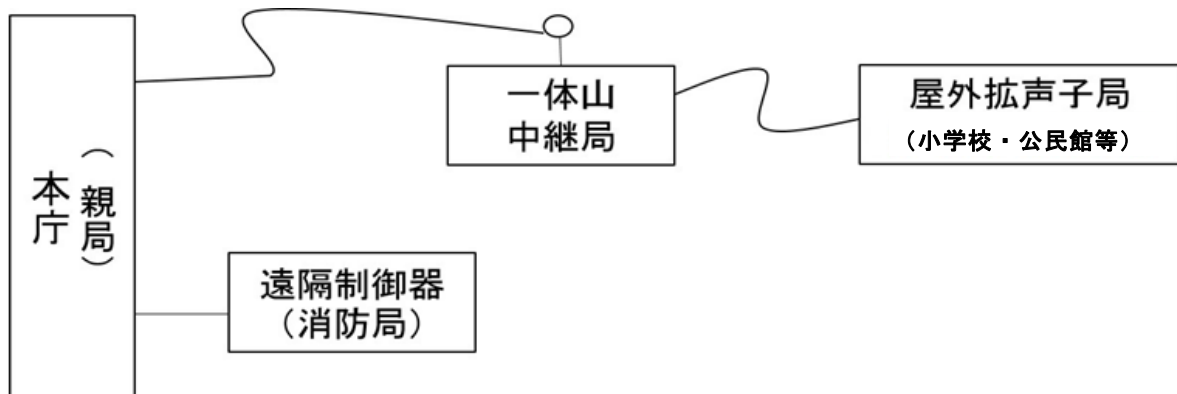 本庁
（親局）
一体山
中継局
屋外拡声子局
（小学校・公民館等）
遠隔制御器
（消防局）